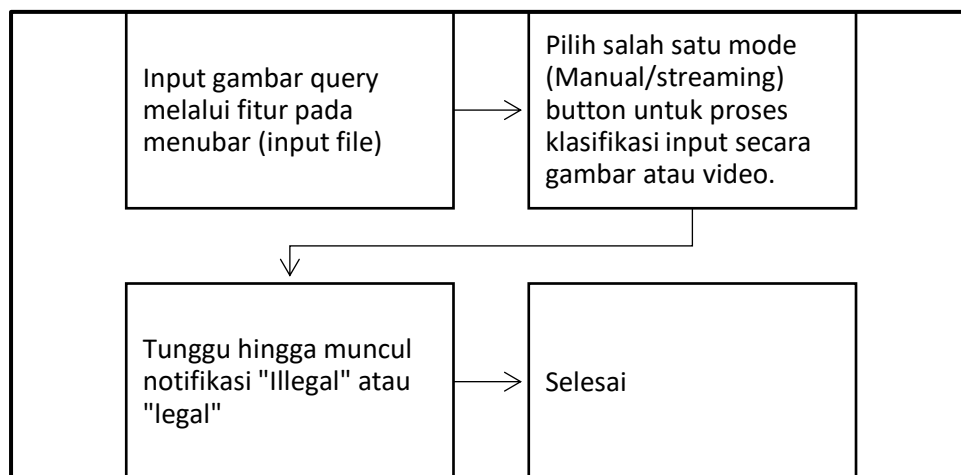 Input gambar query
melalui fitur pada
menubar (input file)
Pilih salah satu mode
(Manual/streaming)
button untuk proses
klasifikasi input secara
gambar atau video.
Tunggu hingga muncul
notifikasi "Illegal" atau
"legal"
Selesai